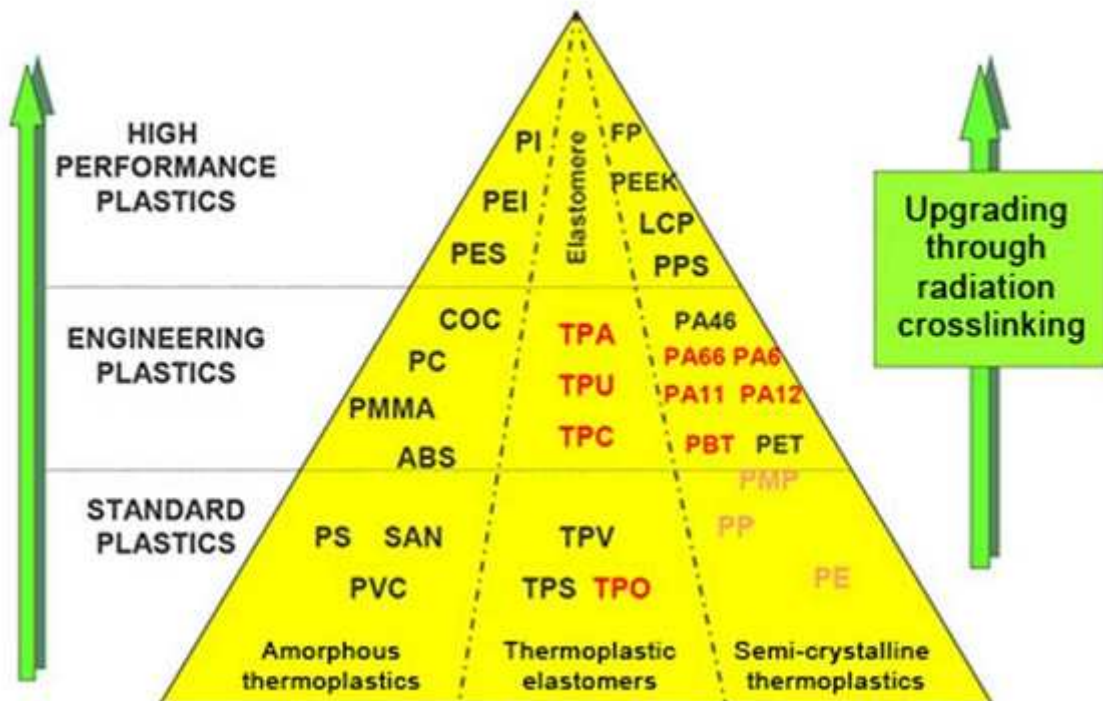 HIGH
PERFORMANCE
PLASTICS
PI
PEI
PES
Elastomere
FP
PEEK
LCP
PPS
Upgrading
through
radiation
crosslinking
ENGINEERING
PLASTICS
COC
PC
PMMA
ABS
TPA
TPU
TPC
PA46
PA66 PA6
PA11 PA12
PBT PET
STANDARD
PLASTICS
PS SAN
PVC
TPV
TPS TPO
PMP
PP
PE
Amorphous
thermoplastics
Thermoplastic
elastomers
Semi-crystalline
thermoplastics